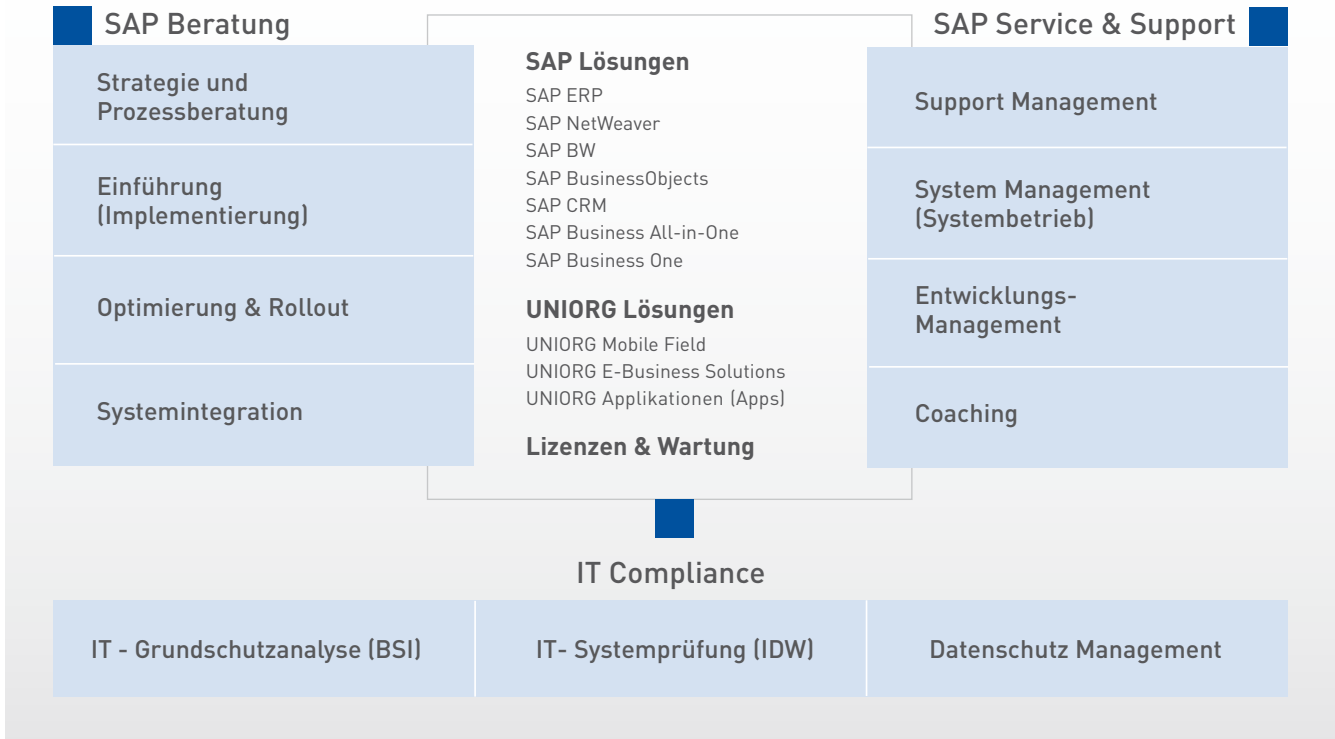 SAP Beratung
Strategie und
Prozessberatung
Einführung
(Implementierung)
Optimierung & Rollout
Systemintegration
SAP Lösungen
SAP ERP
SAP NetWeaver
SAP BW
SAP BusinessObjects
SAP CRM
SAP Business All-in-One
SAP Business One
UNIORG Lösungen
UNIORG Mobile Field
UNIORG E-Business Solutions
UNIORG Applikationen (Apps)
Lizenzen & Wartung
SAP Service & Support
Support Management
System Management
(Systembetrieb)
Entwicklungs-
Management
Coaching
IT Compliance
IT - Grundschutzanalyse (BSI)
IT- Systemprüfung (IDW)
Datenschutz Management